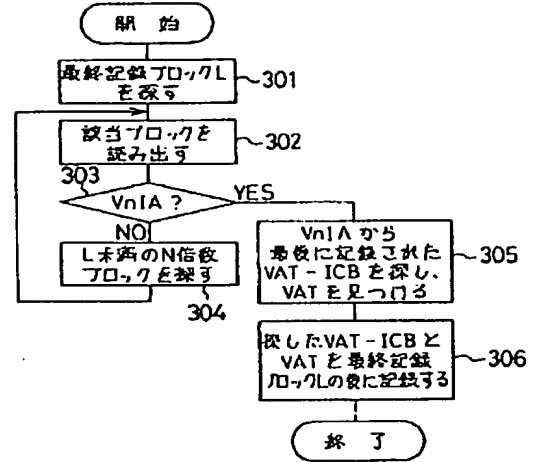 開 始
最終記録ブロックL
を探す
301
該当ブロックを
読み出す
302
303
VnIA?
YES
NO
L未満のN倍数
ブロックを探す
304
VnIAから
最後に記録された
VAT-ICBを探し、
VATを見つける
305
探したVAT-ICBと
VATを最終記録
ブロックLの後に記録する
306
終 了